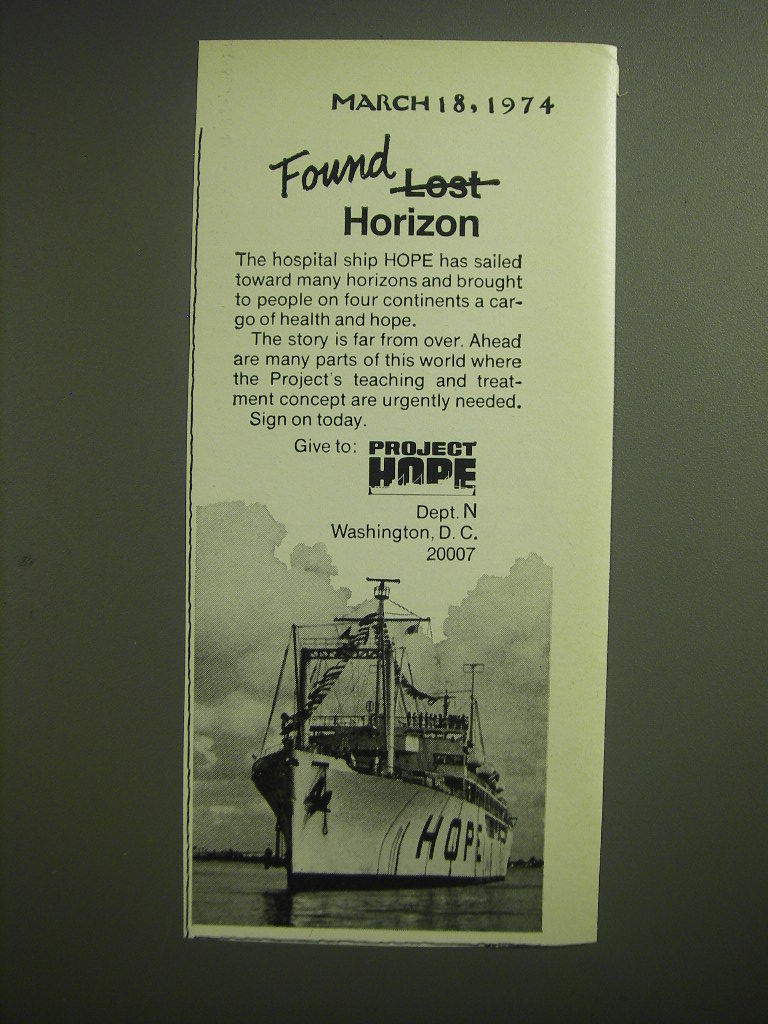 MARCH 18, 1974
Found Lost
Horizon
The hospital ship HOPE has sailed
toward many horizons and brought
to people on four continents a car-
go of health and hope.
The story is far from over. Ahead
are many parts of this world where
the Project's teaching and treat-
ment concept are urgently needed.
Sign on today.
Give to: PROJECT
HOPE
Dept. N
Washington, D. C.
20007
HOPE